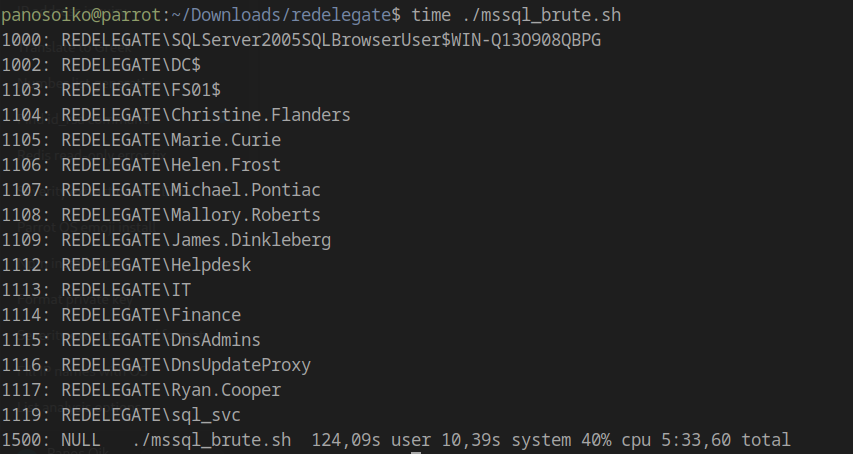 panosoiko@parrot:~/Downloads/redelegate$ time ./mssql_brute.sh
1000: REDELEGATE\SQLServer2005SQLBrowserUser$WIN-Q13O908QBPG
1002: REDELEGATE\DC$
1103: REDELEGATE\FS01$
1104: REDELEGATE\Christine.Flanders
1105: REDELEGATE\Marie.Curie
1106: REDELEGATE\Helen.Frost
1107: REDELEGATE\Michael.Pontiac
1108: REDELEGATE\Mallory.Roberts
1109: REDELEGATE\James.Dinkleberg
1112: REDELEGATE\Helpdesk
1113: REDELEGATE\IT
1114: REDELEGATE\Finance
1115: REDELEGATE\DnsAdmins
1116: REDELEGATE\DnsUpdateProxy
1117: REDELEGATE\Ryan.Cooper
1119: REDELEGATE\sql_svc
1500: NULL   ./mssql_brute.sh  124,09s user 10,39s system 40% cpu 5:33,60 total